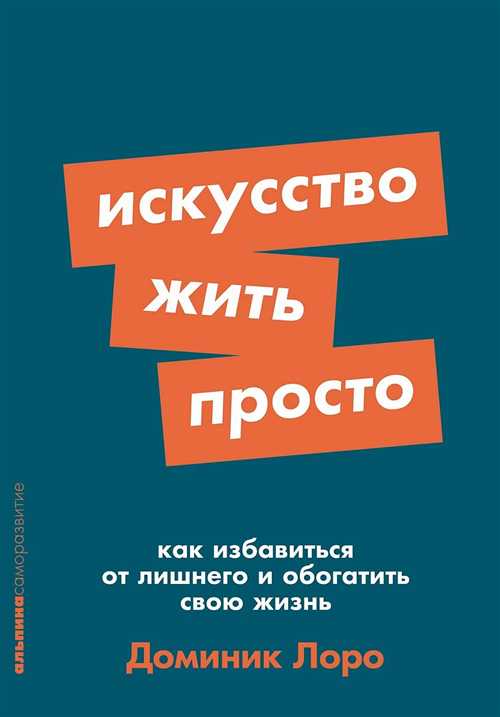 искусство
жить
просто
как избавиться
от лишнего и обогатить
свою жизнь
Доминик Лоро
альпинасаморазвитие